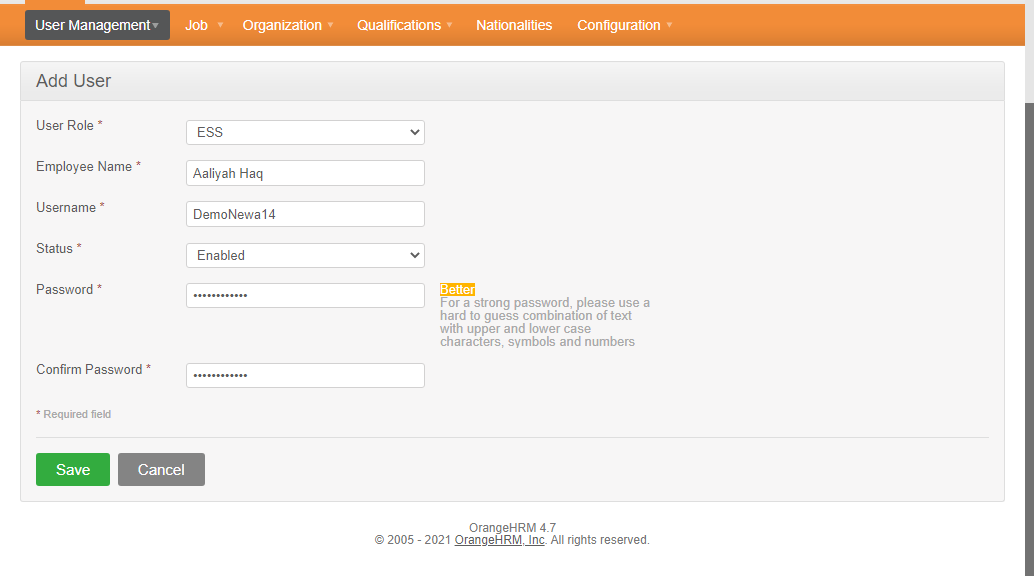 User Management Job Organization Qualifications Nationalities Configuration
Add User
User Role *
ESS
Employee Name *
Aaliyah Haq
Username *
DemoNewa14
Status *
Enabled
Password *
••••••••••••
Better
For a strong password, please use a
hard to guess combination of text
with upper and lower case
characters, symbols and numbers
Confirm Password *
••••••••••••
* Required field
Save Cancel
OrangeHRM 4.7
© 2005 - 2021 OrangeHRM, Inc. All rights reserved.